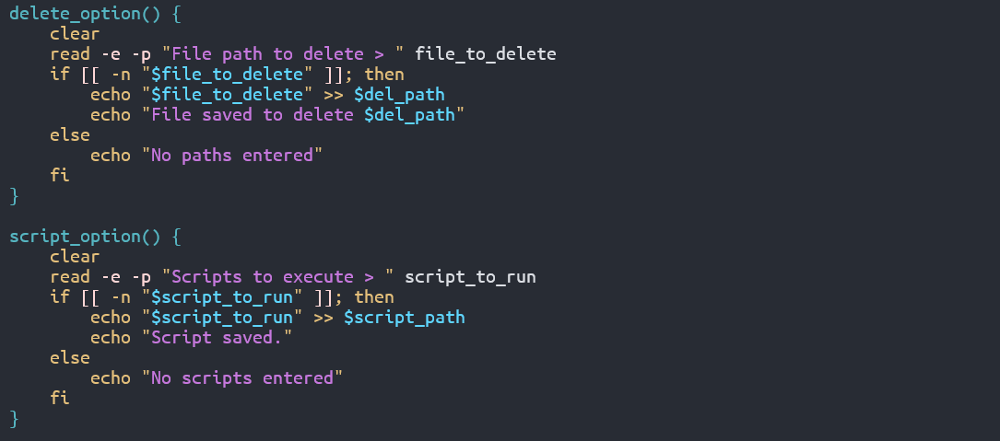 delete_option() {
    clear
    read -e -p "File path to delete > " file_to_delete
    if [[ -n "$file_to_delete" ]]; then
        echo "$file_to_delete" >> $del_path
        echo "File saved to delete $del_path"
    else
        echo "No paths entered"
    fi
}

script_option() {
    clear
    read -e -p "Scripts to execute > " script_to_run
    if [[ -n "$script_to_run" ]]; then
        echo "$script_to_run" >> $script_path
        echo "Script saved."
    else
        echo "No scripts entered"
    fi
}